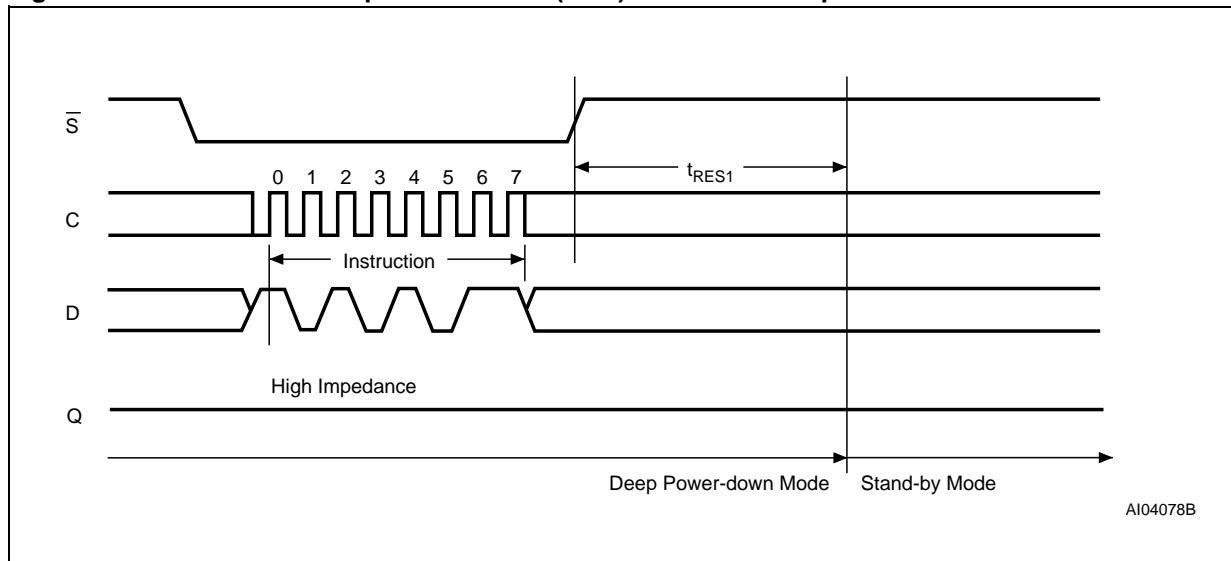 S
0 1 2 3 4 5 6 7
tRES1
C
Instruction
D
High Impedance
Q
Deep Power-down Mode Stand-by Mode
AI04078B